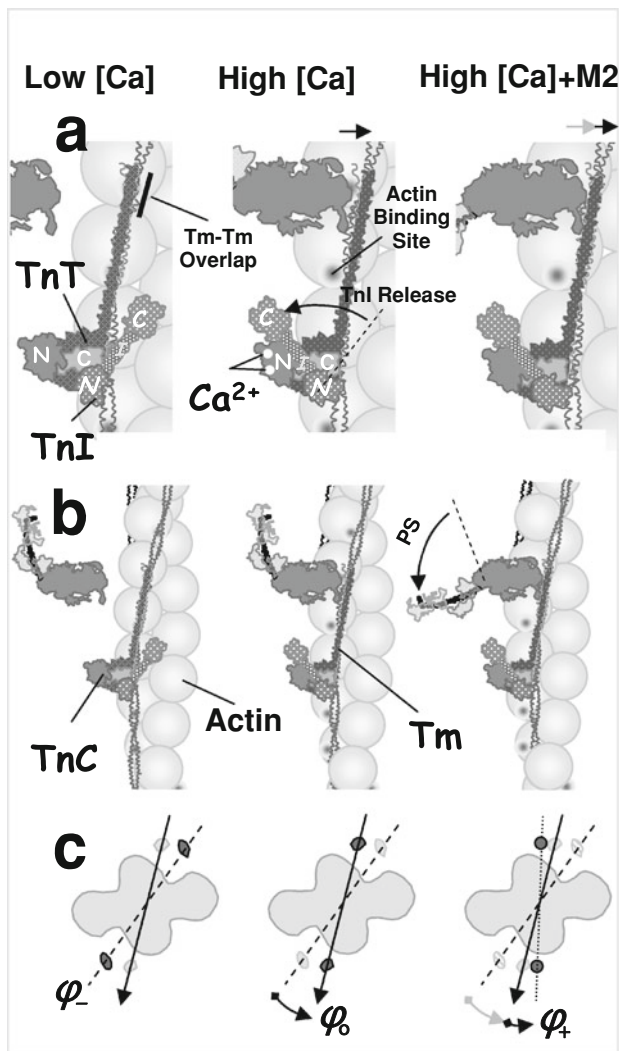 Low [Ca]
High [Ca]
High [Ca]+M2
a
Tm-Tm
Overlap
Actin
Binding
Site
TnT
TnI Release
C
C
N
C
I
N
N
I
C
N
Ca2+
TnI
b
PS
Actin
Tm
TnC
c
φ-
φo
φ+